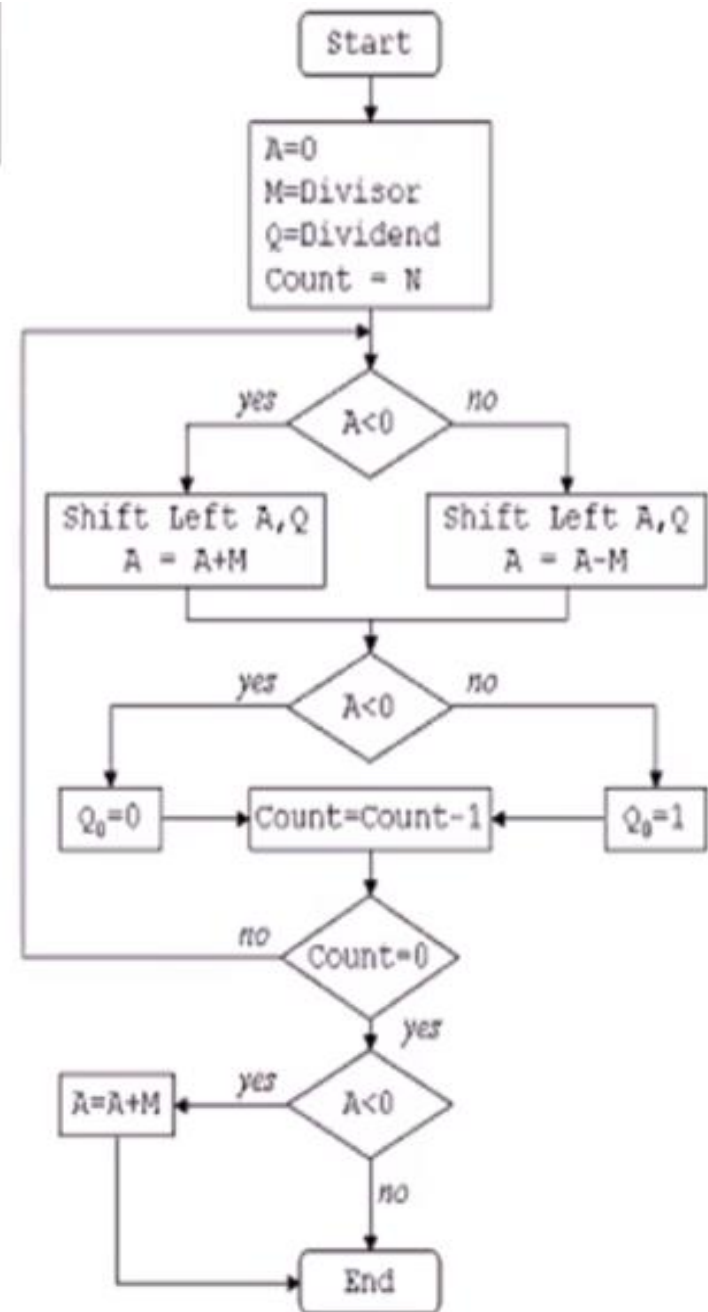 Start
A=0
M=Divisor
Q=Dividend
Count = N
yes
A<0
no
Shift Left A,Q
A = A+M
Shift Left A,Q
A = A-M
yes
A<0
no
Q₀=0
Count=Count-1
Q₀=1
no
Count=0
yes
A=A+M
yes
A<0
no
End